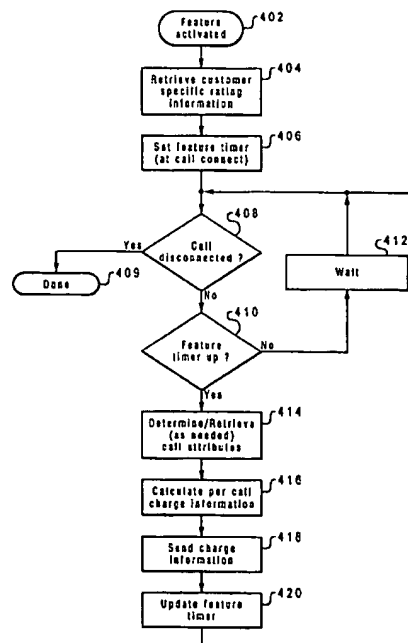 402
Feature
activated
404
Retrieve customer
specific rating
information
406
Set feature timer
(at call connect)
408
Yes
Call
disconnected ?
412
Wait
409
Done
No
410
Feature
timer up ?
No
Yes
414
Determine/Retrieve
(as needed)
call attributes
416
Calculate per call
charge information
418
Send charge
information
420
Update feature
timer